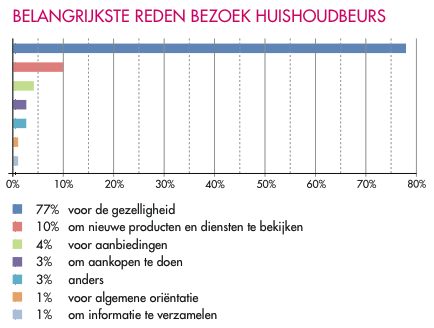 BELANGRIJKSTE REDEN BEZOEK HUISHOUDBEURS
0% 10% 20% 30% 40% 50% 60% 70% 80%
77% voor de gezelligheid
10% om nieuwe producten en diensten te bekijken
4% voor aanbiedingen
3% om aankopen te doen
3% anders
1% voor algemene oriëntatie
1% om informatie te verzamelen